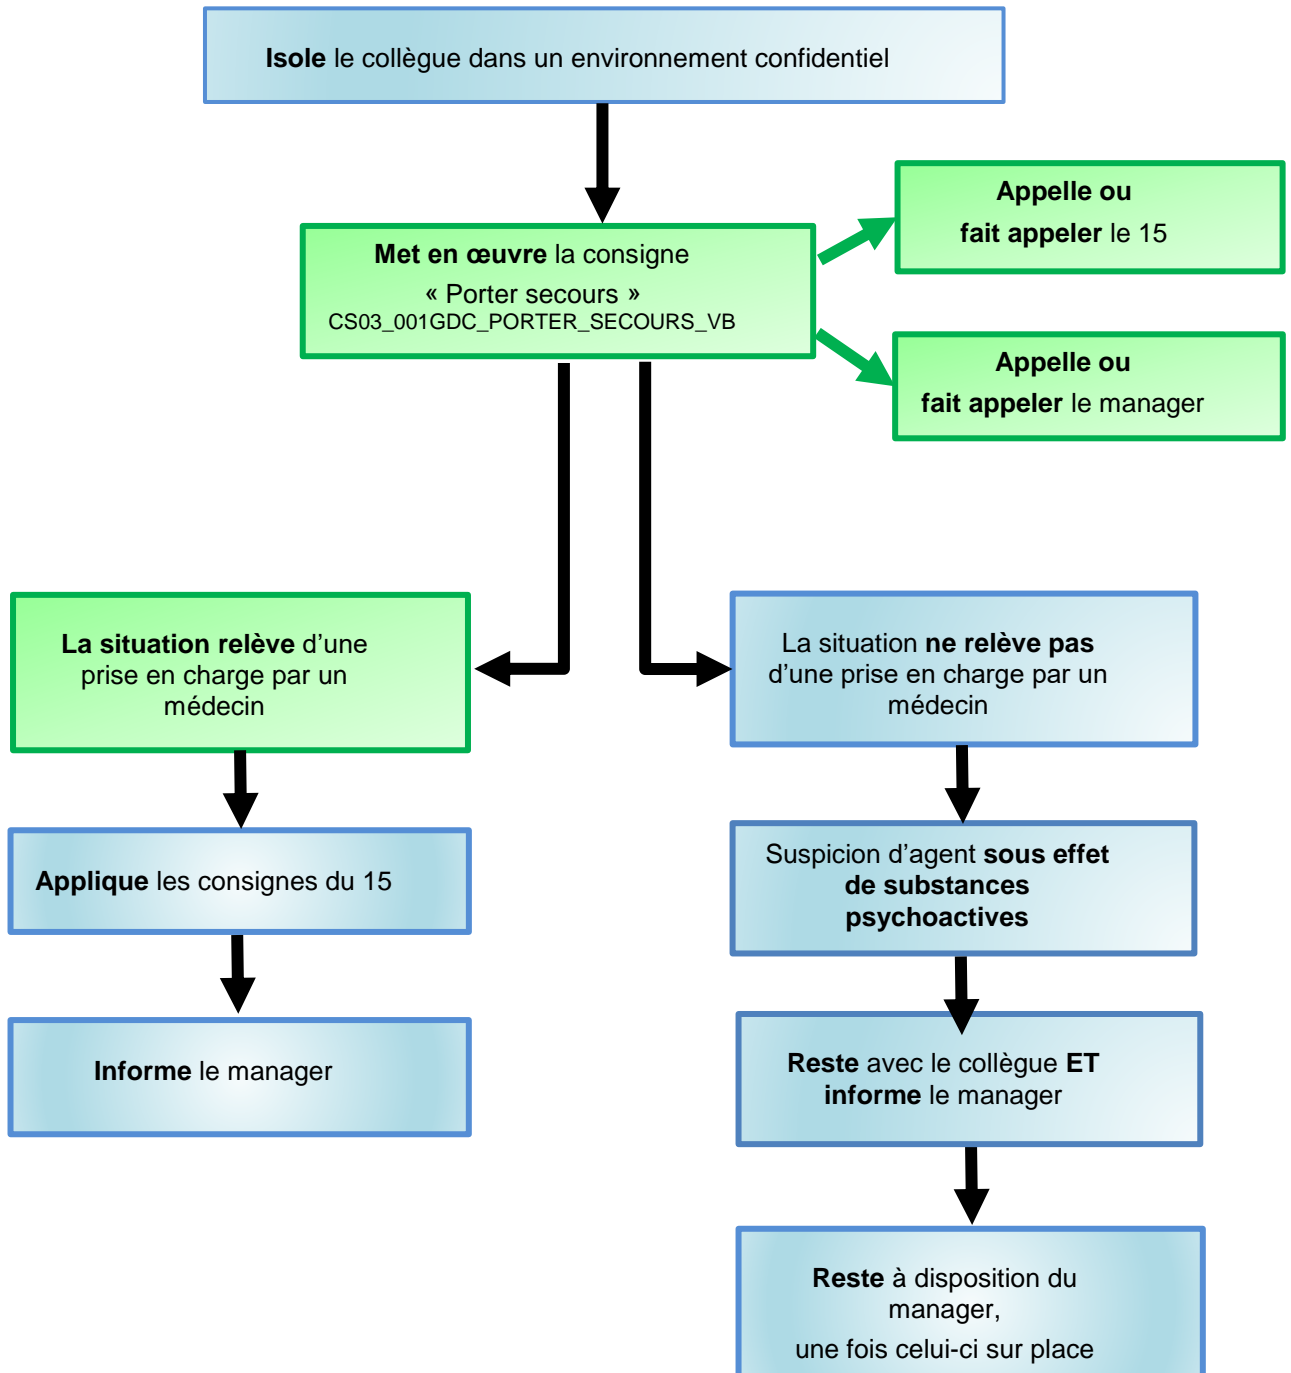 Isole le collègue dans un environnement confidentiel
Appelle ou
fait appeler le 15
Met en œuvre la consigne
« Porter secours »
CS03_001GDC_PORTER_SECOURS_VB
Appelle ou
fait appeler le manager
La situation relève d’une
prise en charge par un
médecin
La situation ne relève pas
d’une prise en charge par un
médecin
Applique les consignes du 15
Suspicion d’agent sous effet
de substances
psychoactives
Informe le manager
Reste avec le collègue ET
informe le manager
Reste à disposition du
manager,
une fois celui-ci sur place